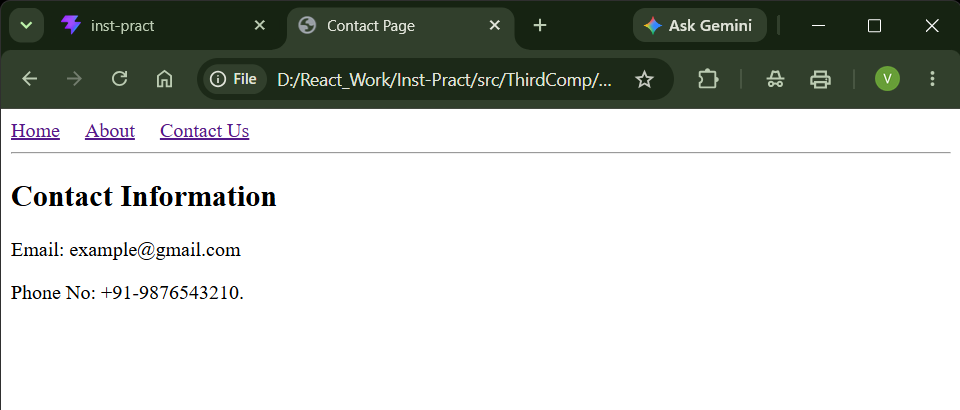 inst-pract
Contact Page
Ask Gemini
File
D:/React_Work/Inst-Pract/src/ThirdComp/...
V
Home About Contact Us
Contact Information
Email: example@gmail.com
Phone No: +91-9876543210.